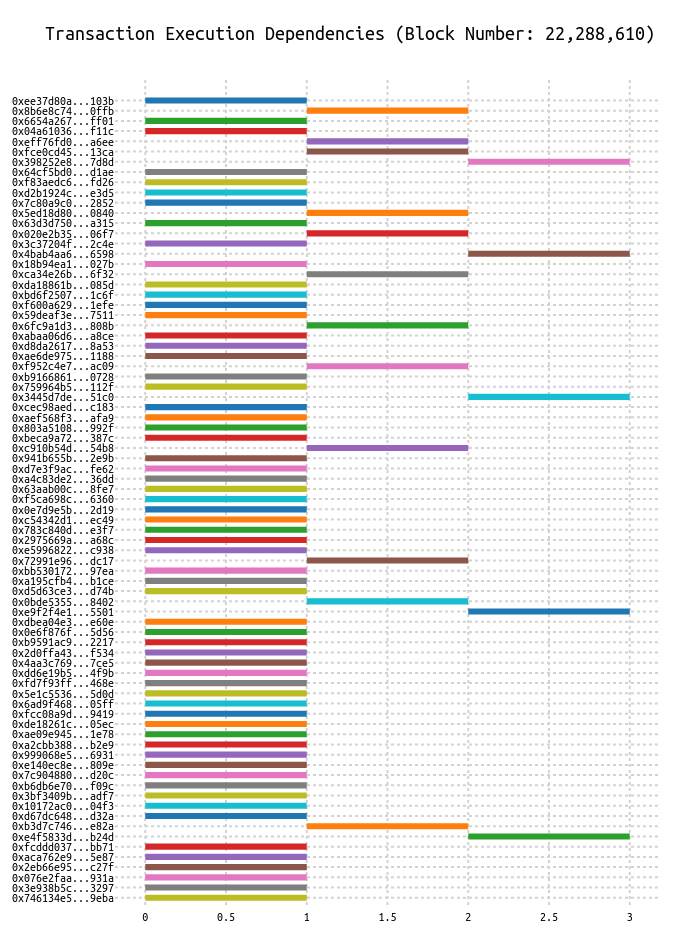 Transaction Execution Dependencies (Block Number: 22,288,610)
0xee37d80a...103b
0x8b6e8c74...0ffb
0x6654a267...ff01
0x04a61036...f11c
0xeff76fd0...a6ee
0xfce0cd45...13ca
0x398252e8...7d8d
0x64cf5bd0...d1ae
0xf83aedc6...fd26
0xd2b1924c...e3d5
0x7c80a9c0...2852
0x5ed18d80...0840
0x63d3d750...a315
0x020e2b35...06f7
0x3c37204f...2c4e
0x4bab4aa6...6598
0x18b94ea1...027b
0xca34e26b...6f32
0xda18861b...085d
0xbd6f2507...1c6f
0xf600a629...1efe
0x59deaf3e...7511
0x6fc9a1d3...808b
0xabaa06d6...a8ce
0xd8da2617...8a53
0xae6de975...1188
0xf952c4e7...ac09
0xb9166861...0728
0x759964b5...112f
0x3445d7de...51c0
0xcec98aed...c183
0xaef568f3...afa9
0x803a5108...992f
0xbeca9a72...387c
0xc910b54d...54b8
0x941b655b...2e9b
0xd7e3f9ac...fe62
0xa4c83de2...36dd
0x63aab00c...8fe7
0xf5ca698c...6360
0x0e7d9e5b...2d19
0xc54342d1...ec49
0x783c840d...e3f7
0x2975669a...a68c
0xe5996822...c938
0x72991e96...dc17
0xbb530172...97ea
0xa195cfb4...b1ce
0xd5d63ce3...d74b
0x0bde5355...8402
0xe9f2f4e1...5501
0xdbea04e3...e60e
0x0e6f876f...5d56
0xb9591ac9...2217
0x2d0ffa43...f534
0x4aa3c769...7ce5
0xdd6e19b5...4f9b
0xfd7f93ff...468e
0x5e1c5536...5d0d
0x6ad9f468...05ff
0xfcc08a9d...9419
0xde18261c...05ec
0xae09e945...1e78
0xa2cbb388...b2e9
0x999068e5...6931
0xe140ec8e...809e
0x7c904880...d20c
0xb6db6e70...f09c
0x3bf3409b...adf7
0x10172ac0...04f3
0xd67dc648...d32a
0xb3d7c746...e82a
0xe4f5833d...b24d
0xfcddd037...bb71
0xaca762e9...5e87
0x2eb66e95...c27f
0x076e2faa...931a
0x3e938b5c...3297
0x746134e5...9eba
0 0.5 1 1.5 2 2.5 3